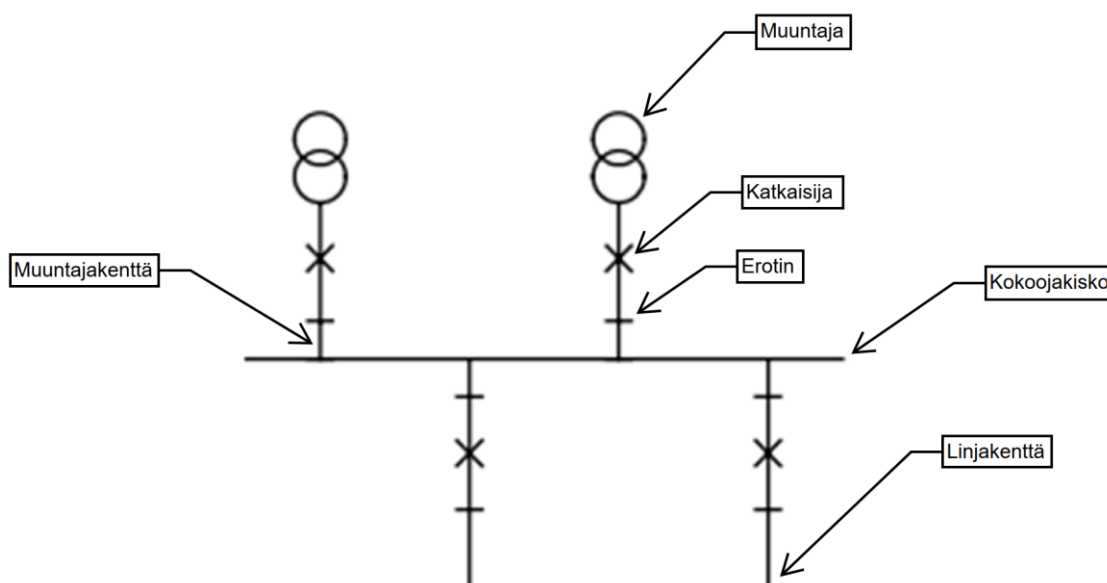 Muuntaja
Katkaisija
Muuntajakenttä
Erotin
Kokoojakisko
Linjakenttä